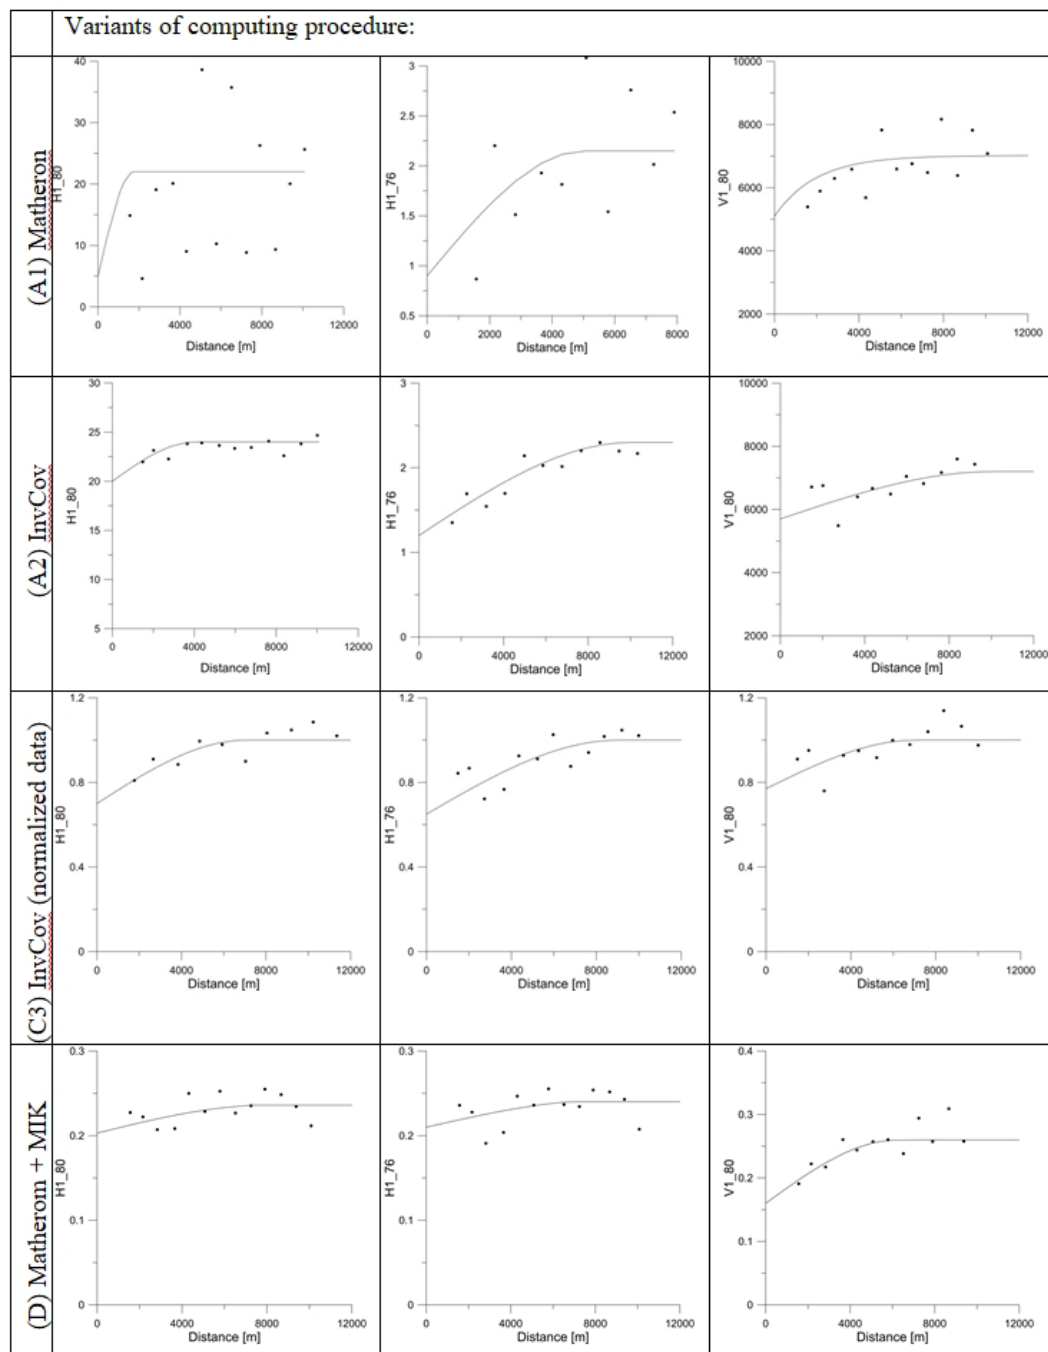 Variants of computing procedure:
(A1) Matheron
40
30
20
10
0
H1_80
0 4000 8000 12000
Distance [m]
3
2.5
2
1.5
1
0.5
H1_76
0 2000 4000 6000 8000
Distance [m]
10000
8000
6000
4000
2000
V1_80
0 4000 8000 12000
Distance [m]
(A2) InvCov
30
25
20
15
10
5
H1_80
0 4000 8000 12000
Distance [m]
3
2
1
0
H1_76
0 4000 8000 12000
Distance [m]
10000
8000
6000
4000
2000
V1_80
0 4000 8000 12000
Distance [m]
(C3) InvCov (normalized data)
1.2
0.8
0.4
0
H1_80
0 4000 8000 12000
Distance [m]
1.2
0.8
0.4
0
H1_76
0 4000 8000 12000
Distance [m]
1.2
0.8
0.4
0
V1_80
0 4000 8000 12000
Distance [m]
(D) Matherom + MIK
0.3
0.2
0.1
0
H1_80
0 4000 8000 12000
Distance [m]
0.3
0.2
0.1
0
H1_76
0 4000 8000 12000
Distance [m]
0.4
0.3
0.2
0.1
0
V1_80
0 4000 8000 12000
Distance [m]